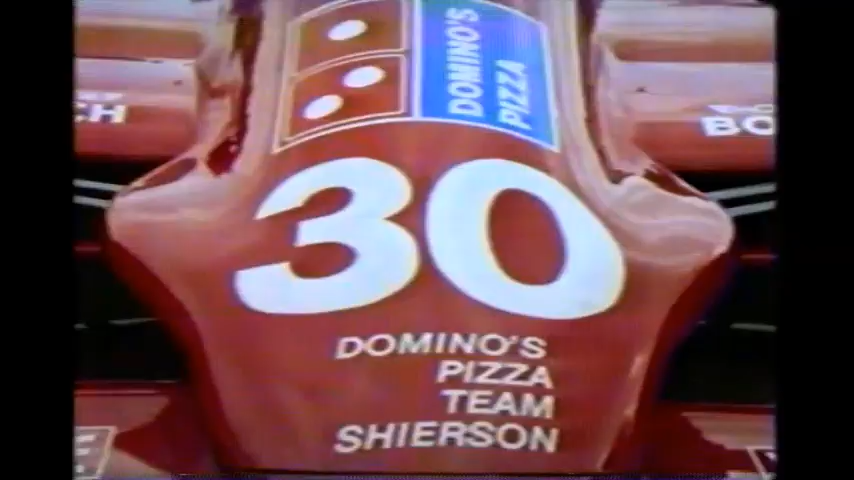 DOMINO'S
PIZZA
CH
BO
30
DOMINO'S
PIZZA
TEAM
SHIERSON